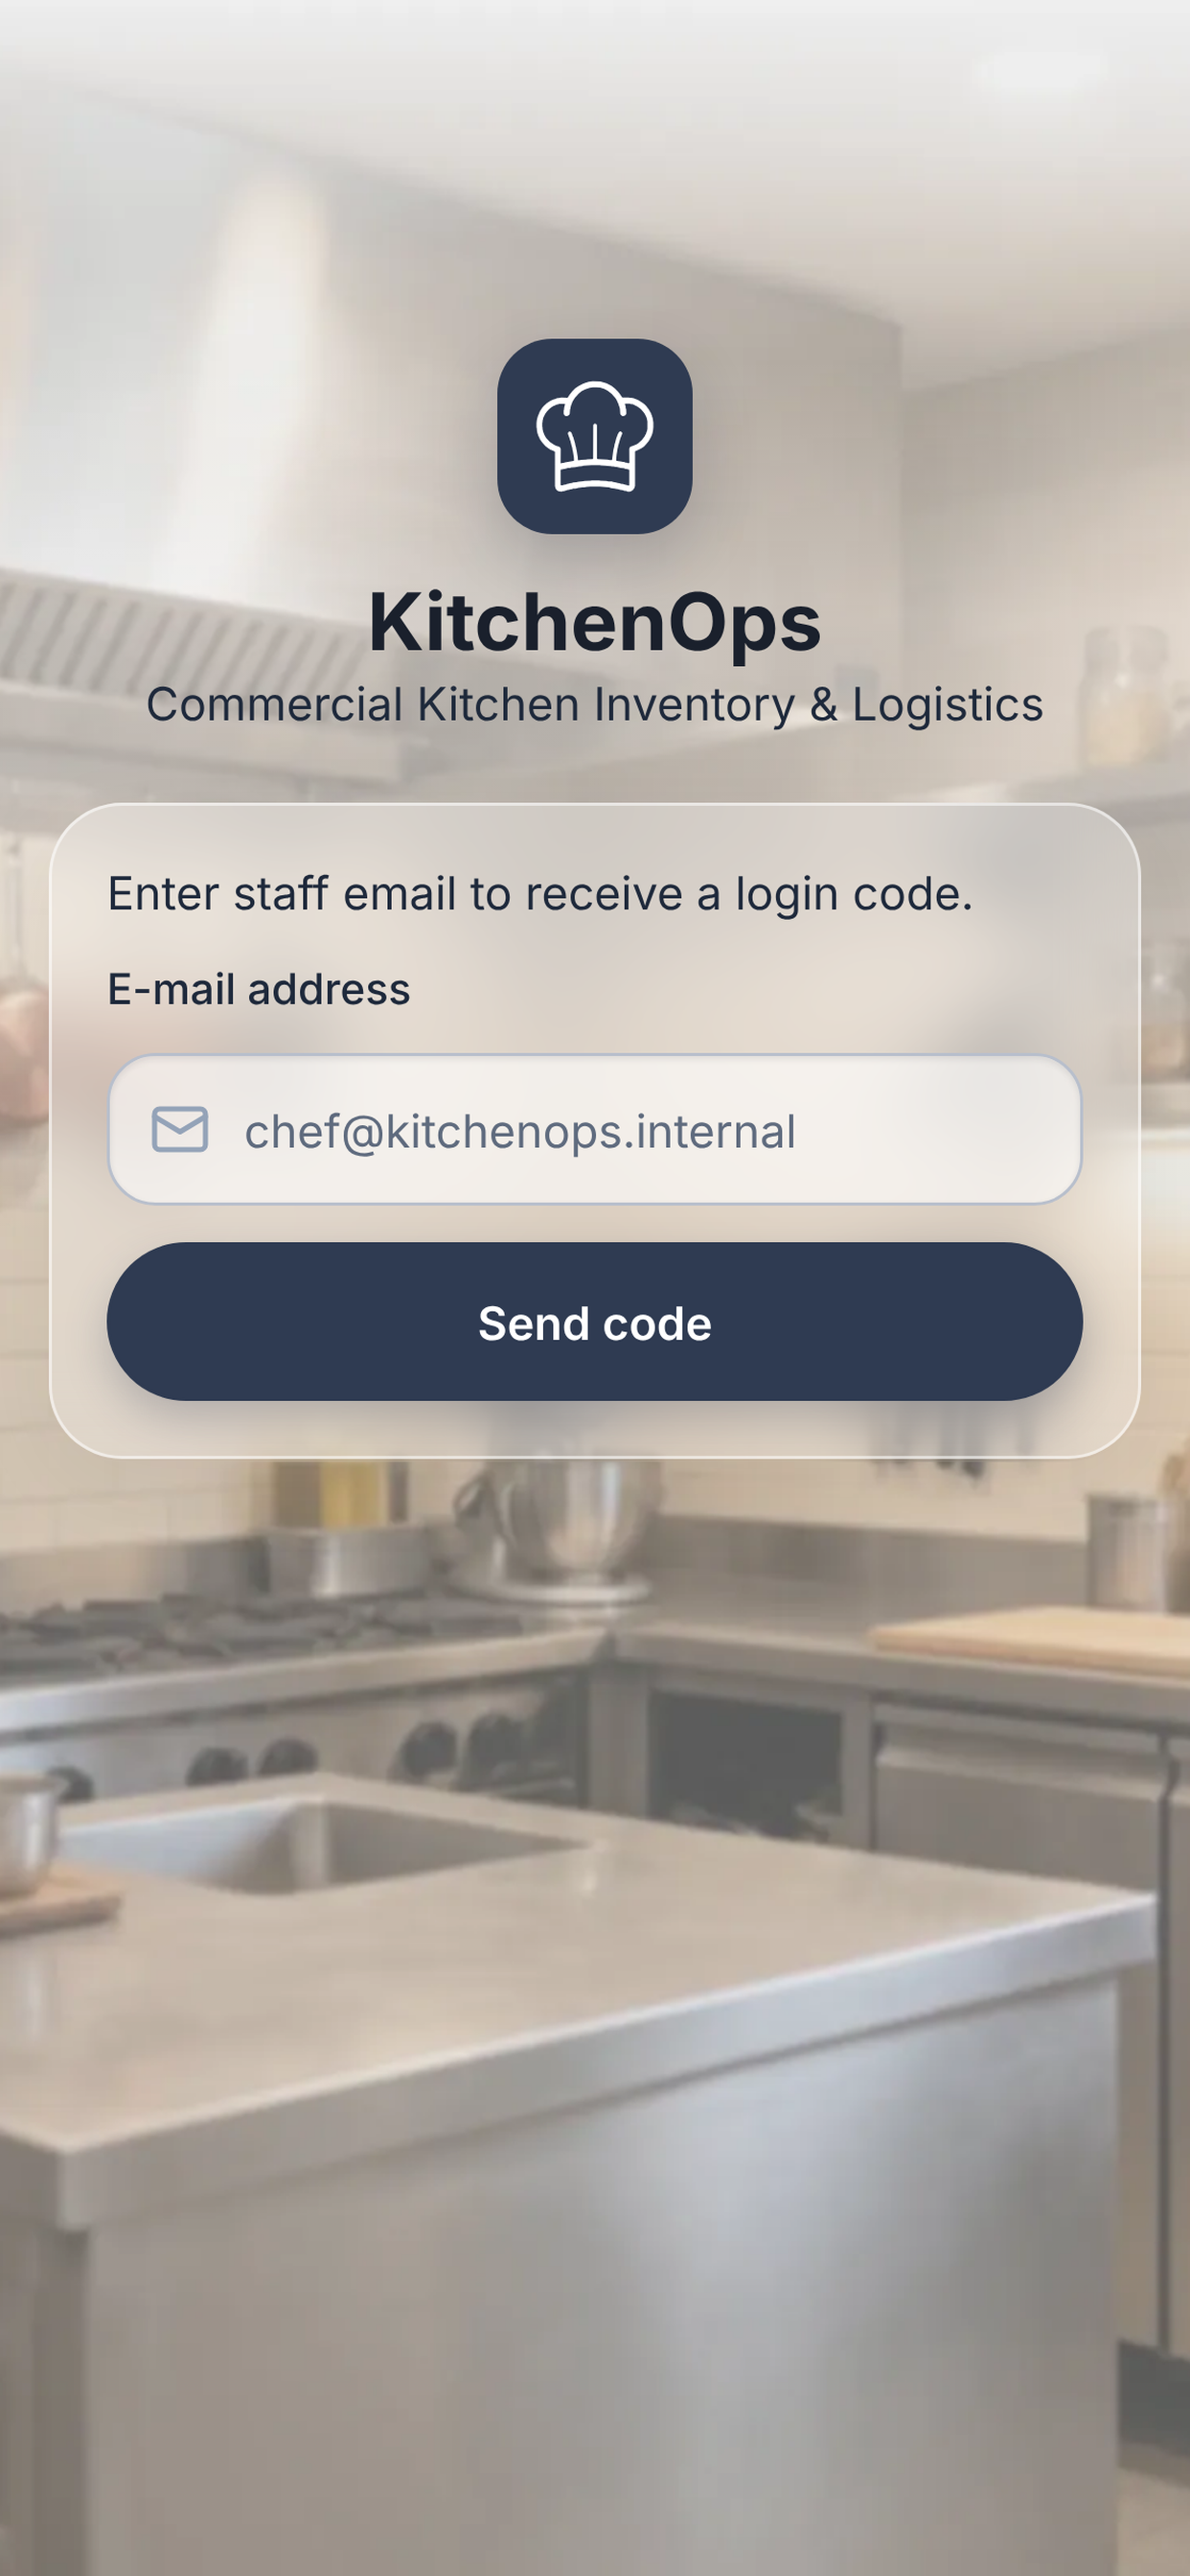 KitchenOps
Commercial Kitchen Inventory & Logistics
Enter staff email to receive a login code.
E-mail address
chef@kitchenops.internal
Send code